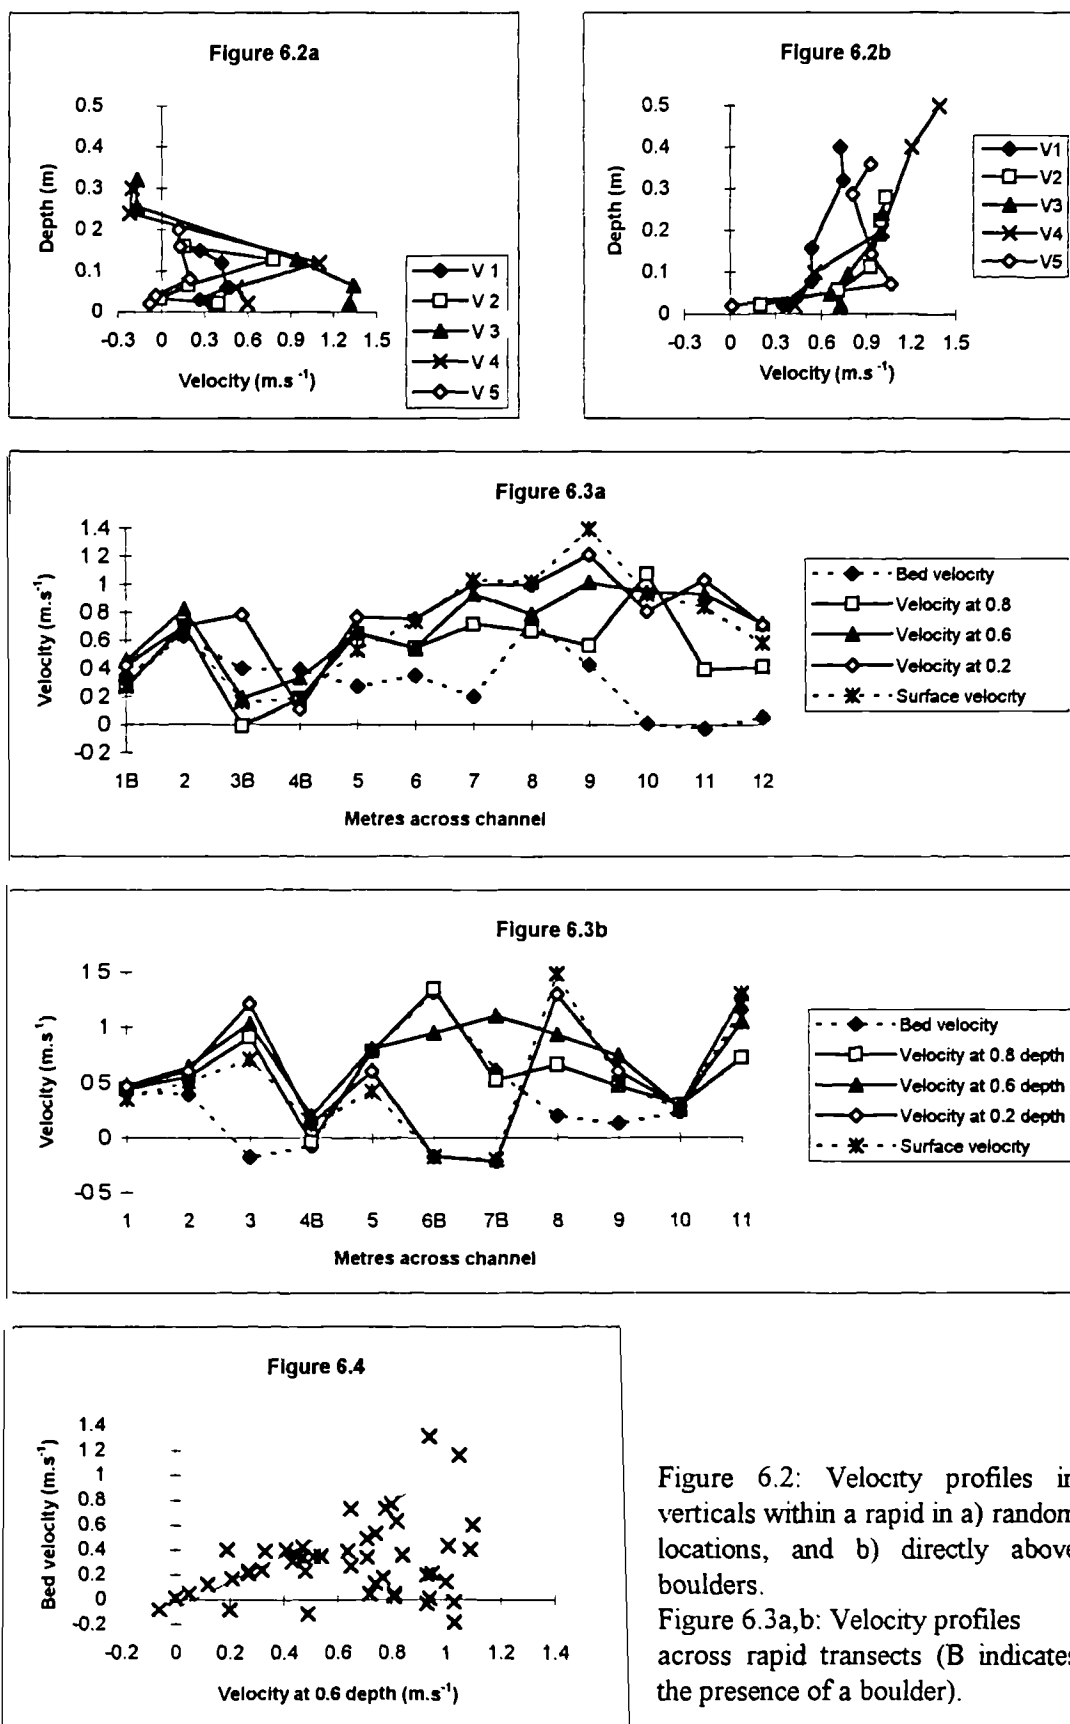 Figure 6.2a
Depth (m)
0.5
0.4
0.3
0.2
0.1
0
-0.3 0 0.3 0.6 0.9 1.2 1.5
Velocity (m.s⁻¹)
V 1
V 2
V 3
V 4
V 5
Figure 6.2b
Depth (m)
0.5
0.4
0.3
0.2
0.1
0
-0.3 0 0.3 0.6 0.9 1.2 1.5
Velocity (m.s⁻¹)
V1
V2
V3
V4
V5
Figure 6.3a
Velocity (m.s⁻¹)
1.4
1 2
1
0.8
0.6
0 4
0 2
0
-0 2
1B 2 3B 4B 5 6 7 8 9 10 11 12
Metres across channel
Bed velocity
Velocity at 0.8
Velocity at 0.6
Velocity at 0.2
Surface velocity
Figure 6.3b
Velocity (m.s⁻¹)
1 5
1
0 5
0
-0 5
1 2 3 4B 5 6B 7B 8 9 10 11
Metres across channel
Bed velocity
Velocity at 0.8 depth
Velocity at 0.6 depth
Velocity at 0.2 depth
Surface velocity
Figure 6.4
Bed velocity (m.s⁻¹)
1.4
1.2
1
0.8
0.6
0.4
0.2
0
-0.2
-0.2 0 0.2 0.4 0.6 0.8 1 1.2 1.4
Velocity at 0.6 depth (m.s⁻¹)
Figure 6.2: Velocity profiles in
verticals within a rapid in a) random
locations, and b) directly above
boulders.
Figure 6.3a,b: Velocity profiles
across rapid transects (B indicates
the presence of a boulder).